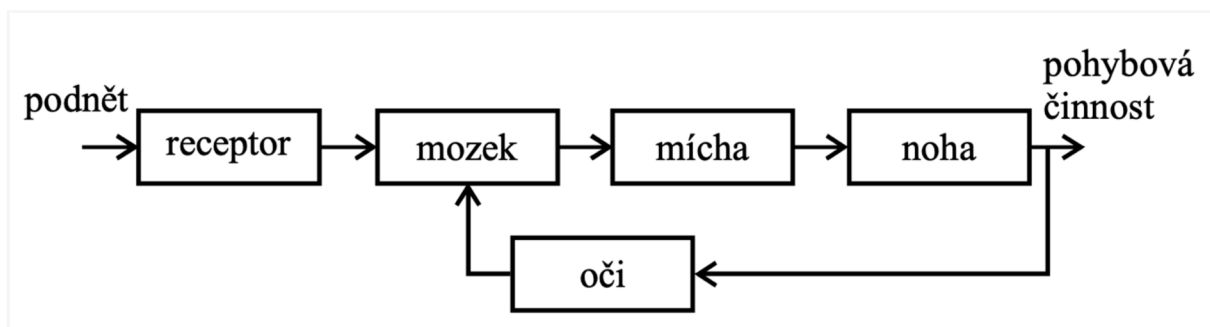 podnět
receptor
mozek
mícha
noha
pohybová
činnost
oči